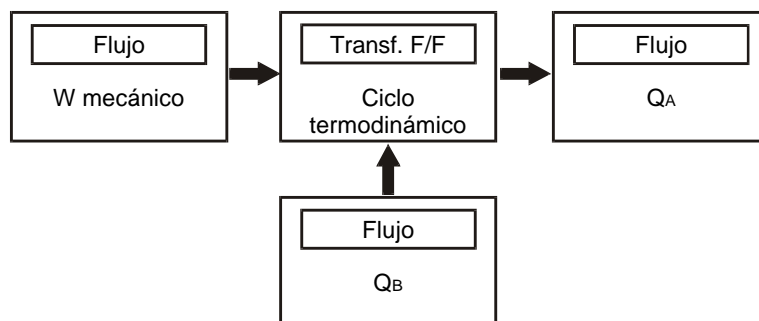 Flujo
W mecánico
Transf. F/F
Ciclo
termodinámico
Flujo
QA
Flujo
QB